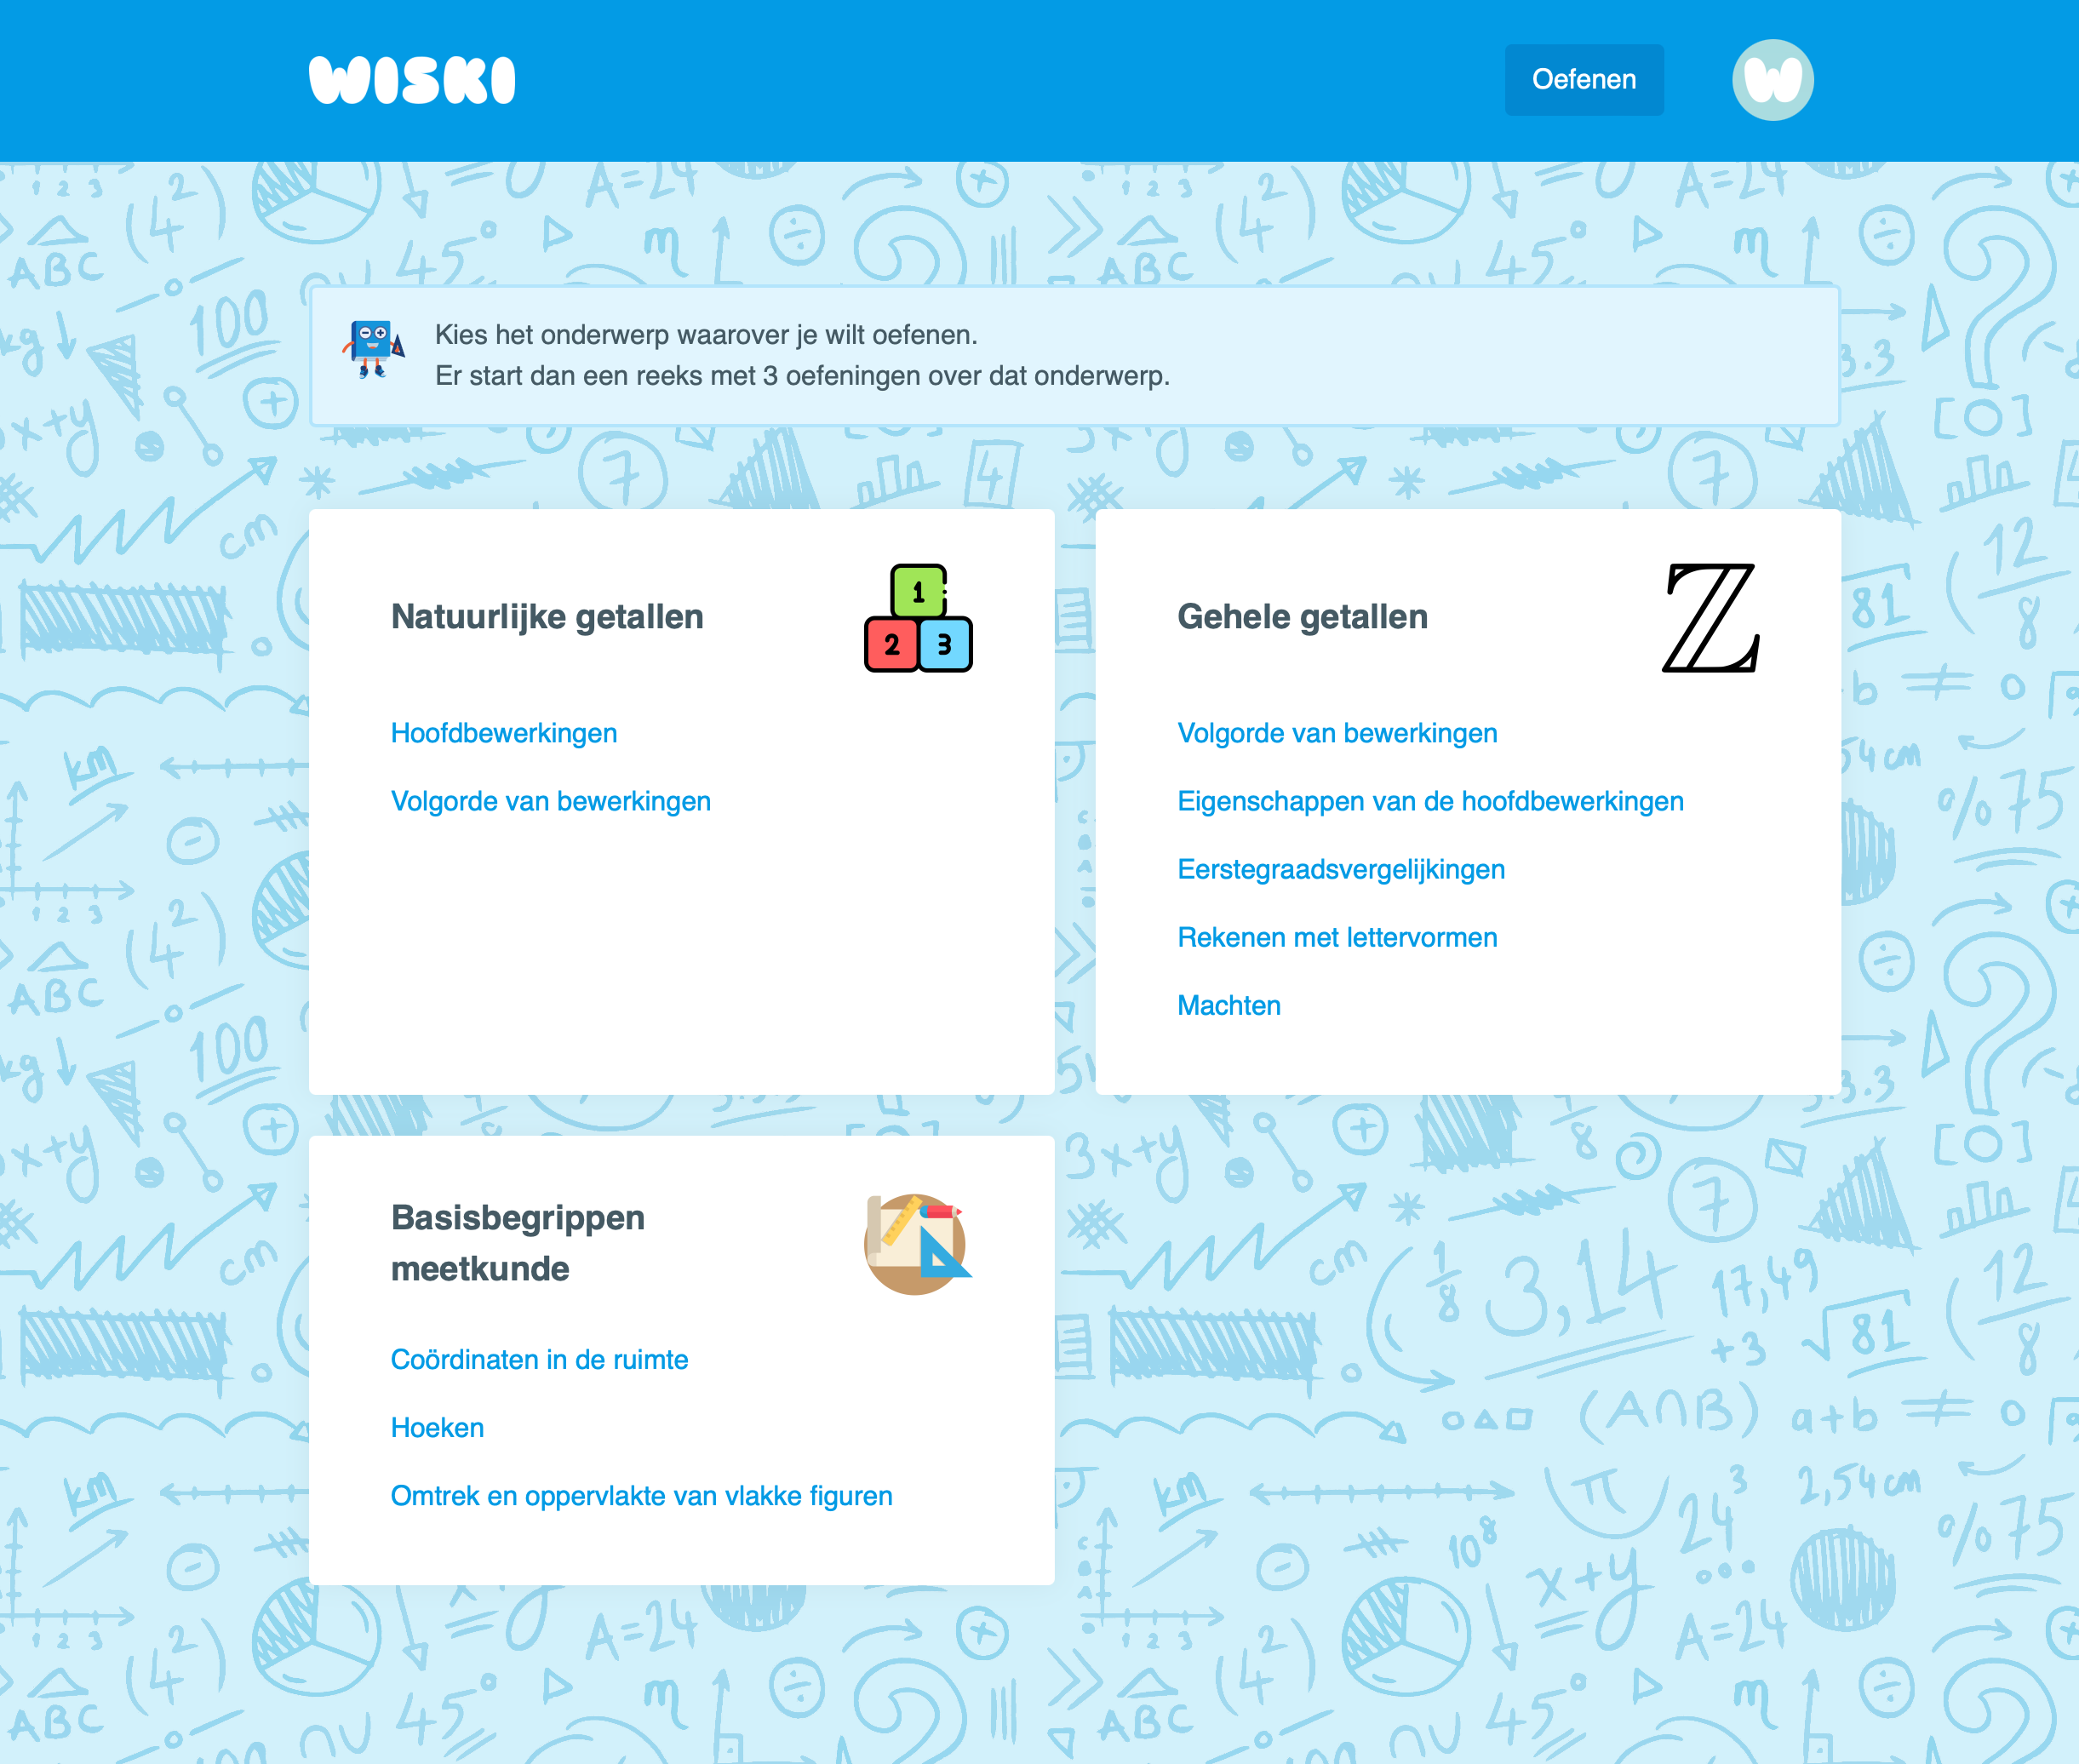 WISKI
Oefenen
W
Kies het onderwerp waarover je wilt oefenen.
Er start dan een reeks met 3 oefeningen over dat onderwerp.
Natuurlijke getallen
1
2 3
Hoofdbewerkingen
Volgorde van bewerkingen
Gehele getallen
ℤ
Volgorde van bewerkingen
Eigenschappen van de hoofdbewerkingen
Eerstegraadsvergelijkingen
Rekenen met lettervormen
Machten
Basisbegrippen
meetkunde
Coördinaten in de ruimte
Hoeken
Omtrek en oppervlakte van vlakke figuren